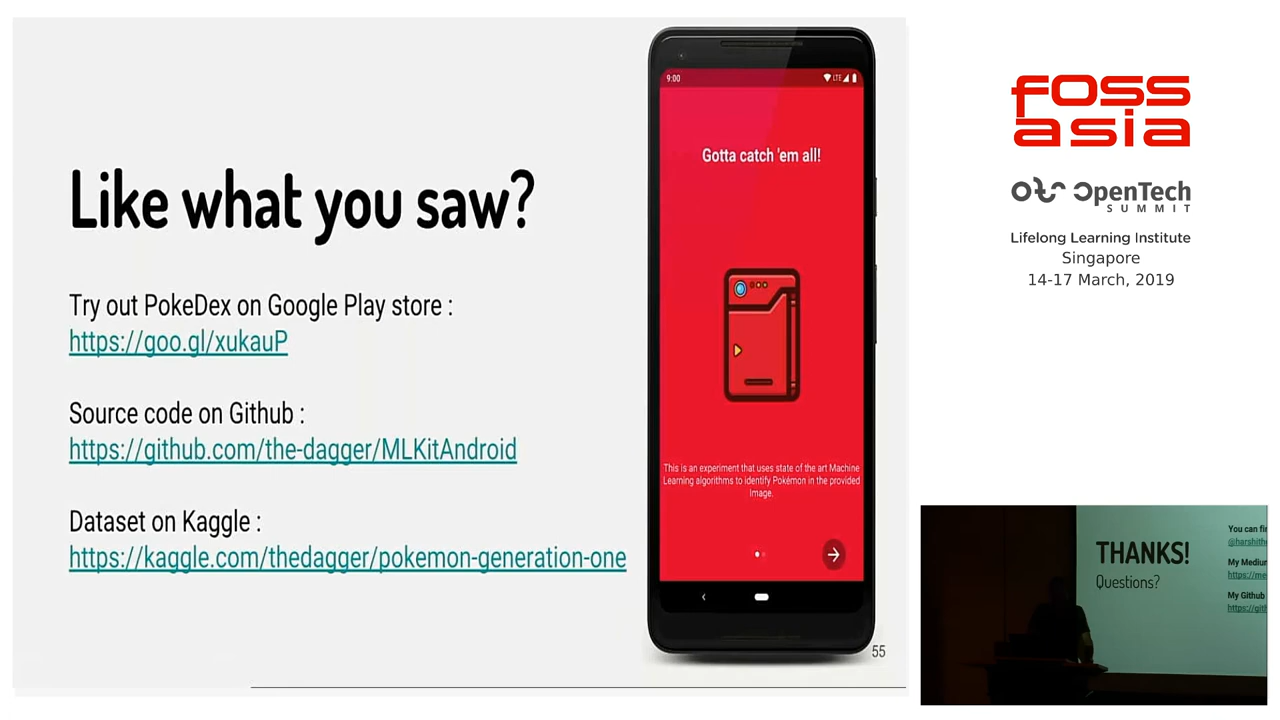 Like what you saw?
Try out PokeDex on Google Play store :
https://goo.gl/xukauP
Source code on Github :
https://github.com/the-dagger/MLKitAndroid
Dataset on Kaggle :
https://kaggle.com/thedagger/pokemon-generation-one
9:00
LTE
Gotta catch 'em all!
This is an experiment that uses state of the art Machine
Learning algorithms to identify Pokémon in the provided
Image.
55
foss
asia
OpenTech
SUMMIT
Lifelong Learning Institute
Singapore
14-17 March, 2019
THANKS!
Questions?
You can
My
My Github